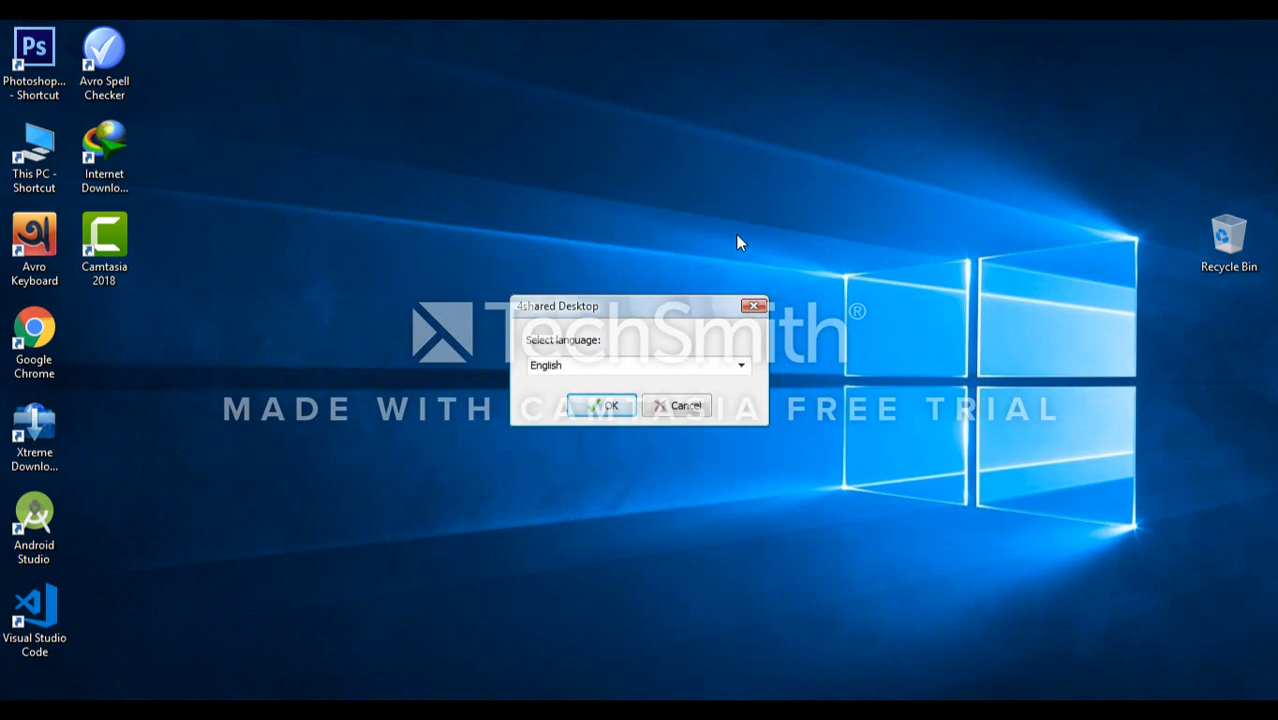 Ps
Photoshop...
- Shortcut
Avro Spell
Checker
This PC -
Shortcut
Internet
Downlo...
অ
Avro
Keyboard
Camtasia
2018
Google
Chrome
Xtreme
Downlo...
Android
Studio
Visual Studio
Code
Recycle Bin
4shared Desktop
Select language:
English
OK
Cancel
TechSmith®
MADE WITH CAMTASIA FREE TRIAL